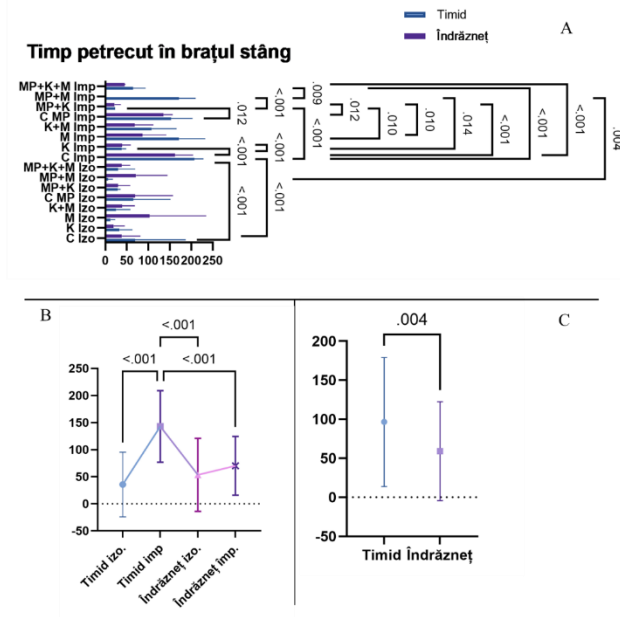 Timid
Îndrăzneț
A
Timp petrecut în brațul stâng
MP+K+M Imp
MP+M Imp
MP+K Imp
C MP Imp
K+M Imp
M Imp
K Imp
C Imp
MP+K+M Izo
MP+M Izo
MP+K Izo
C MP Izo
K+M Izo
M Izo
K Izo
C Izo
0 50 100 150 200 250
.012
<.001
<.001
<.001
<.001
<.001
.009
<.001
.012
.010
.010
.014
<.001
<.001
<.001
.004
B
<.001
<.001
<.001
250
200
150
100
50
0
-50
Timid izo.
Timid imp
Îndrăzneț izo.
Îndrăzneț imp.
C
.004
200
150
100
50
0
-50
Timid Îndrăzneț